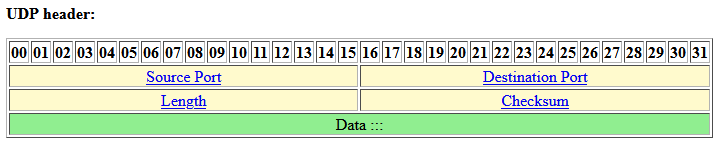 UDP header:
00 01 02 03 04 05 06 07 08 09 10 11 12 13 14 15 16 17 18 19 20 21 22 23 24 25 26 27 28 29 30 31
Source Port Destination Port
Length Checksum
Data :::